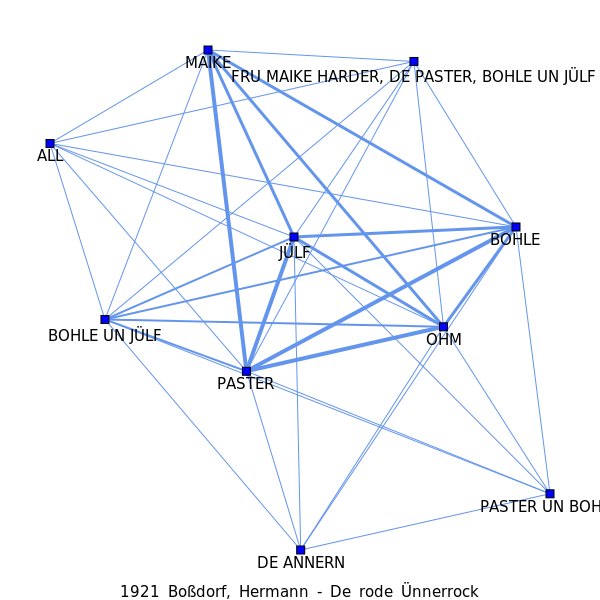 MAIKE
FRU MAIKE HARDER, DE PASTER, BOHLE UN JÜLF
ALL
BOHLE
JÜLF
BOHLE UN JÜLF
OHM
PASTER
PASTER UN BOH
DE ANNERN
1921 Boßdorf, Hermann - De rode Ünnerrock